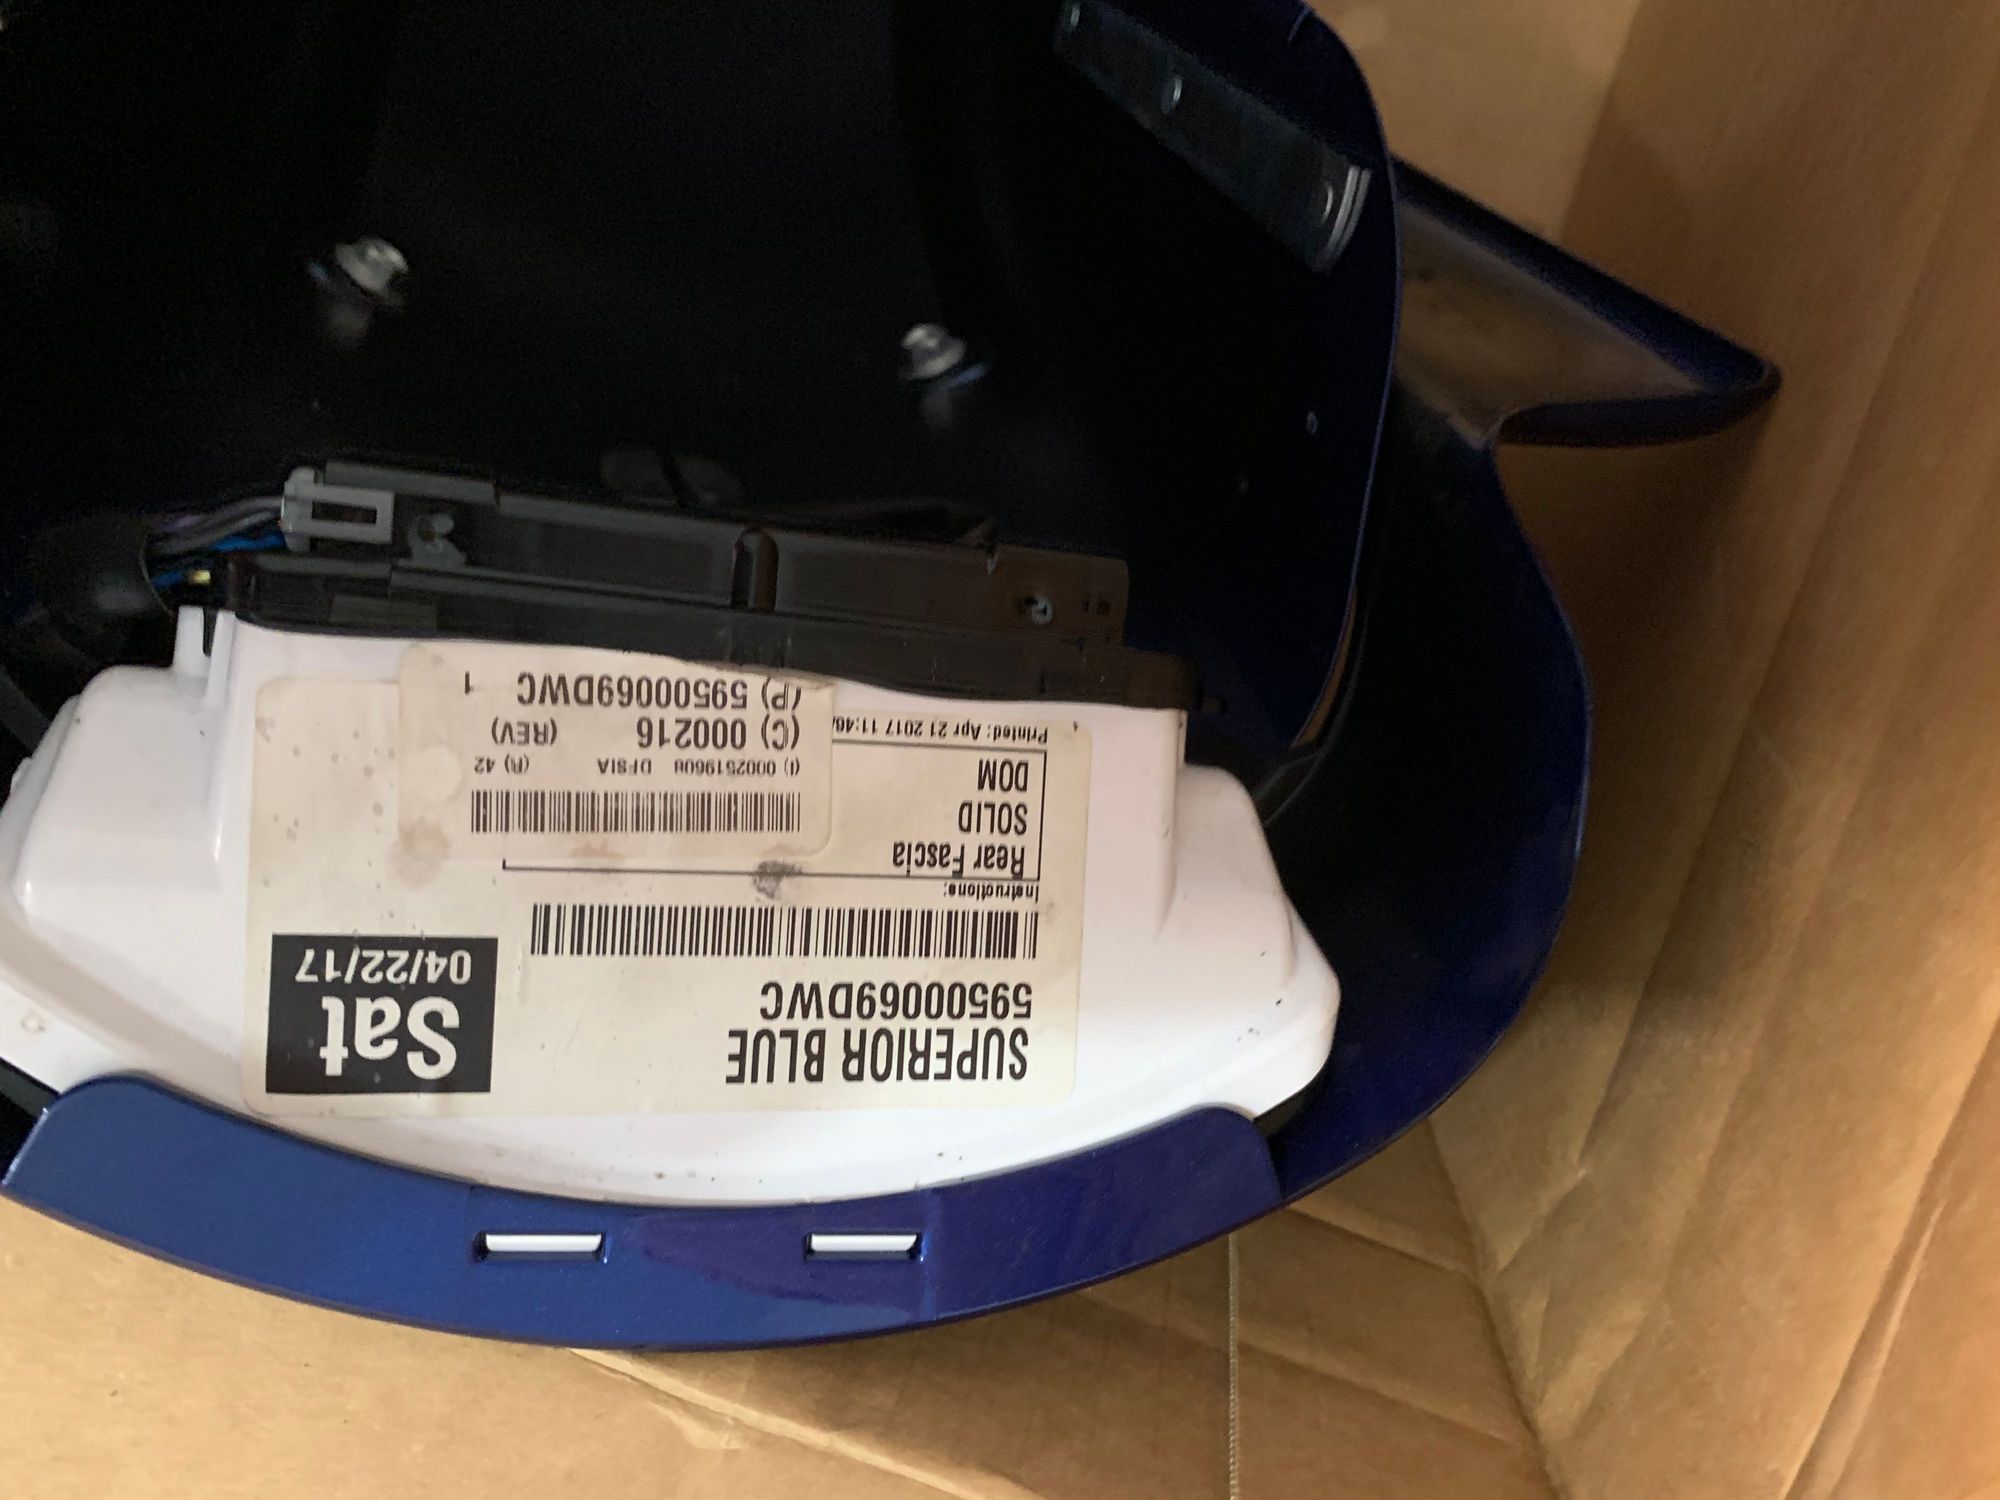 SUPERIOR BLUE
59500069DWC
Sat
04/22/17
Instructions:
Rear Fascia
SOLID
DOM
Printed: Apr 21 2017 11:46
(I) 0002519608 DFSIA (R) 42
(C) 000216 (REV)
(P) 59500069DWC 1